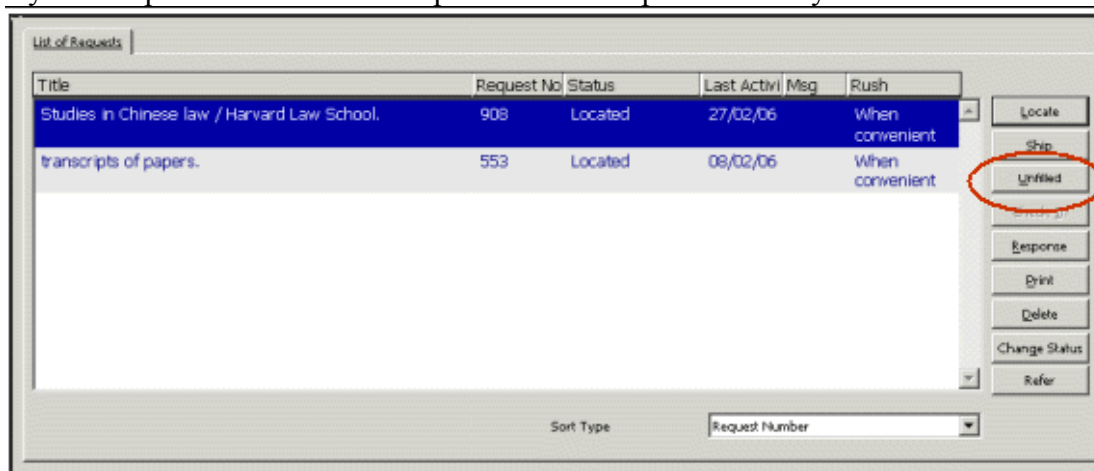 List of Requests
Title Request No Status Last Activi Msg Rush
Studies in Chinese law / Harvard Law School. 908 Located 27/02/06 When
convenient
transcripts of papers. 553 Located 08/02/06 When
convenient
Locate
Ship
Unfilled
Response
Print
Delete
Change Status
Refer
Sort Type Request Number